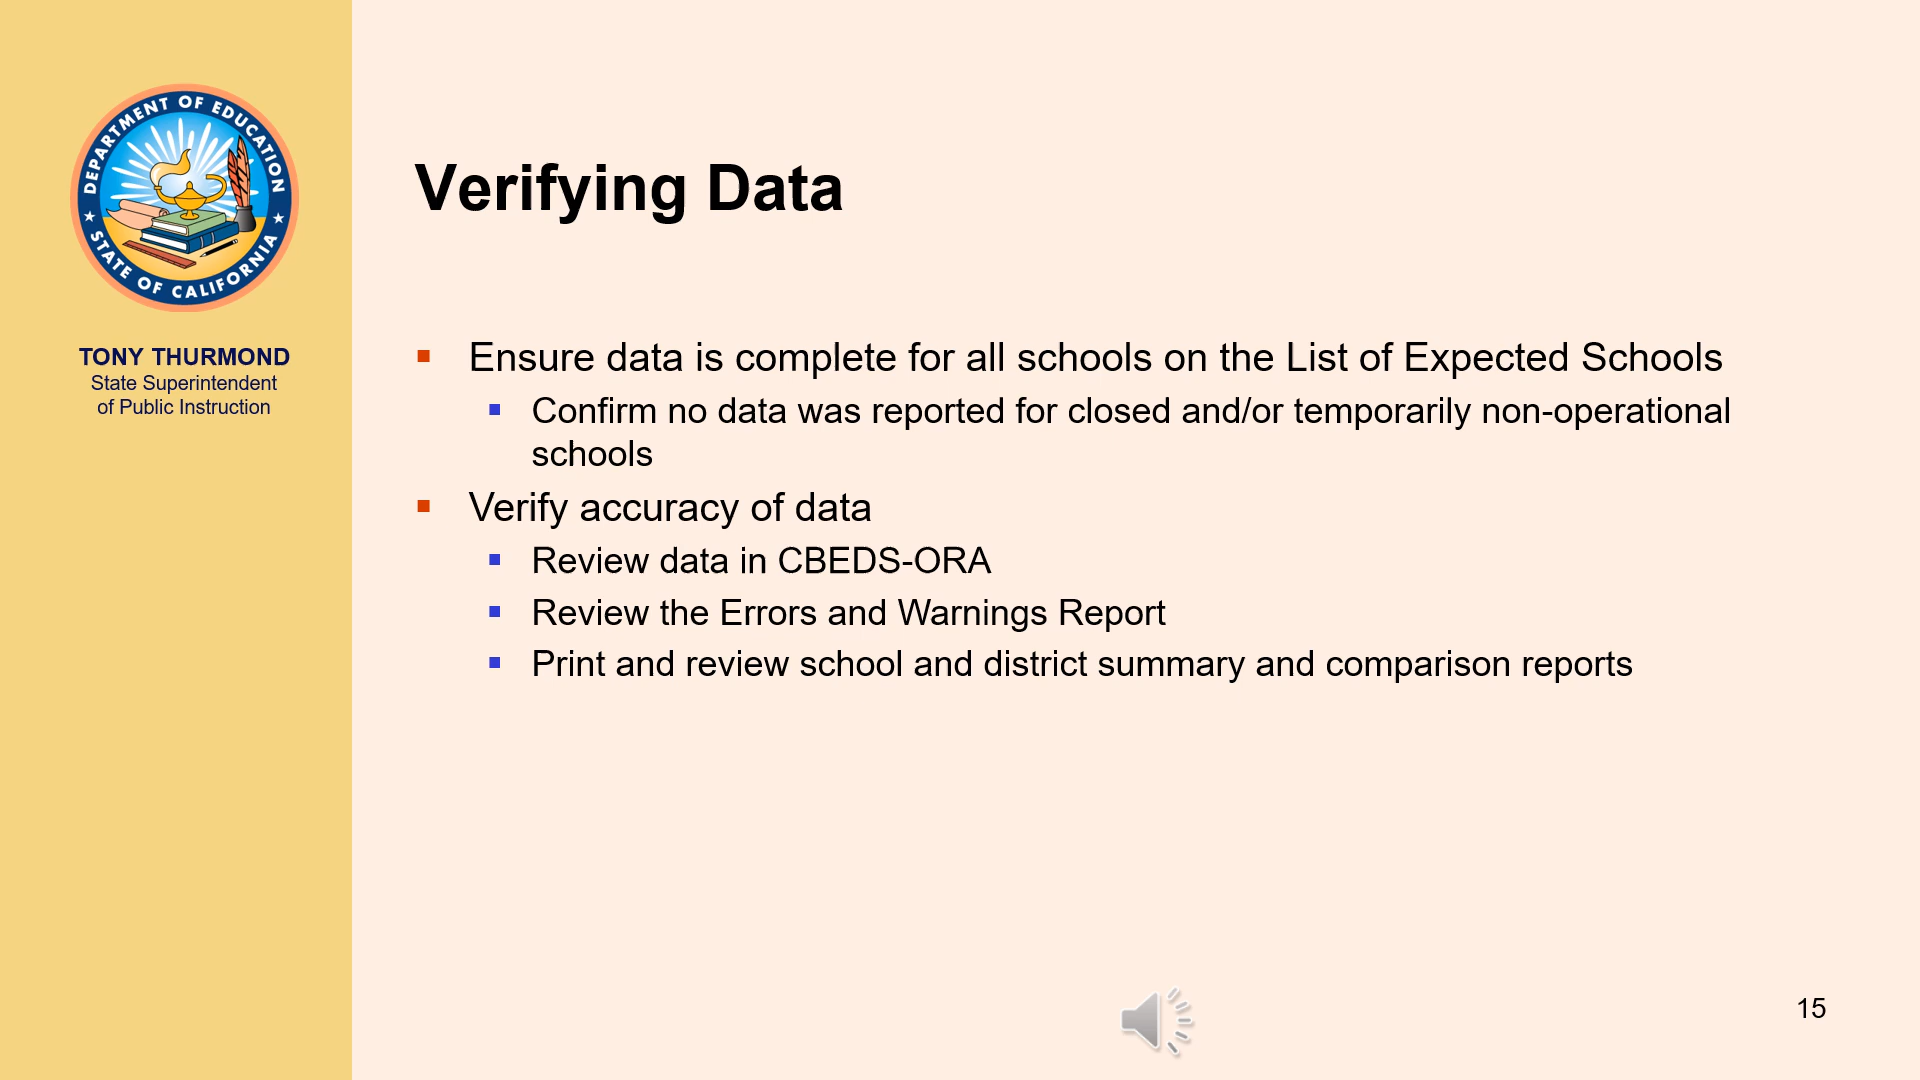 DEPARTMENT OF EDUCATION
STATE OF CALIFORNIA
TONY THURMOND
State Superintendent
of Public Instruction
Verifying Data
Ensure data is complete for all schools on the List of Expected Schools
Confirm no data was reported for closed and/or temporarily non-operational
schools
Verify accuracy of data
Review data in CBEDS-ORA
Review the Errors and Warnings Report
Print and review school and district summary and comparison reports
15